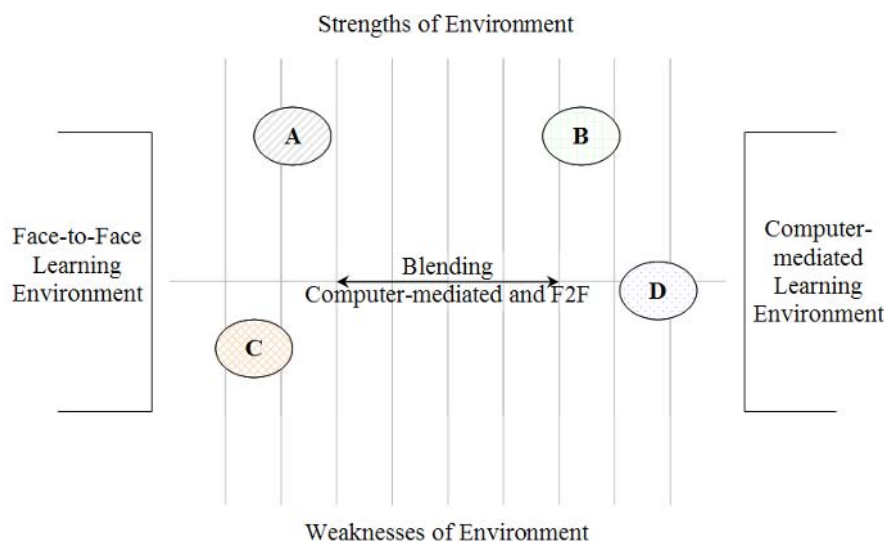 Strengths of Environment
A
B
Face-to-Face
Learning
Environment
Blending
Computer-mediated and F2F
Computer-
mediated
Learning
Environment
D
C
Weaknesses of Environment